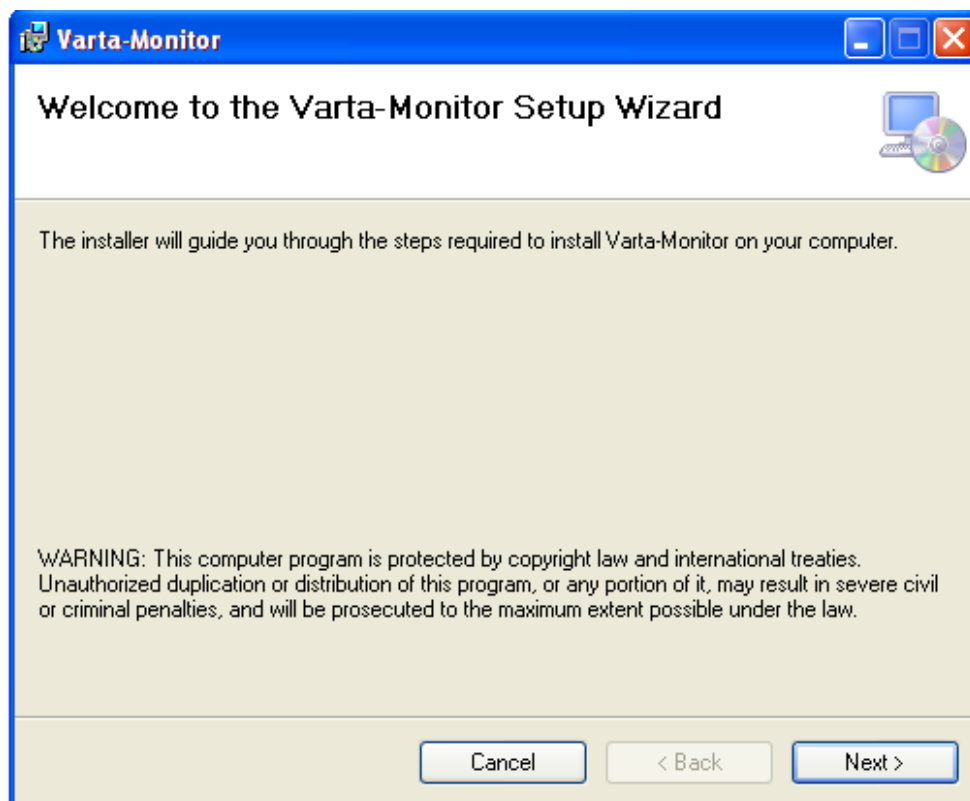 Varta-Monitor
Welcome to the Varta-Monitor Setup Wizard
The installer will guide you through the steps required to install Varta-Monitor on your computer.
WARNING: This computer program is protected by copyright law and international treaties.
Unauthorized duplication or distribution of this program, or any portion of it, may result in severe civil
or criminal penalties, and will be prosecuted to the maximum extent possible under the law.
Cancel < Back Next >